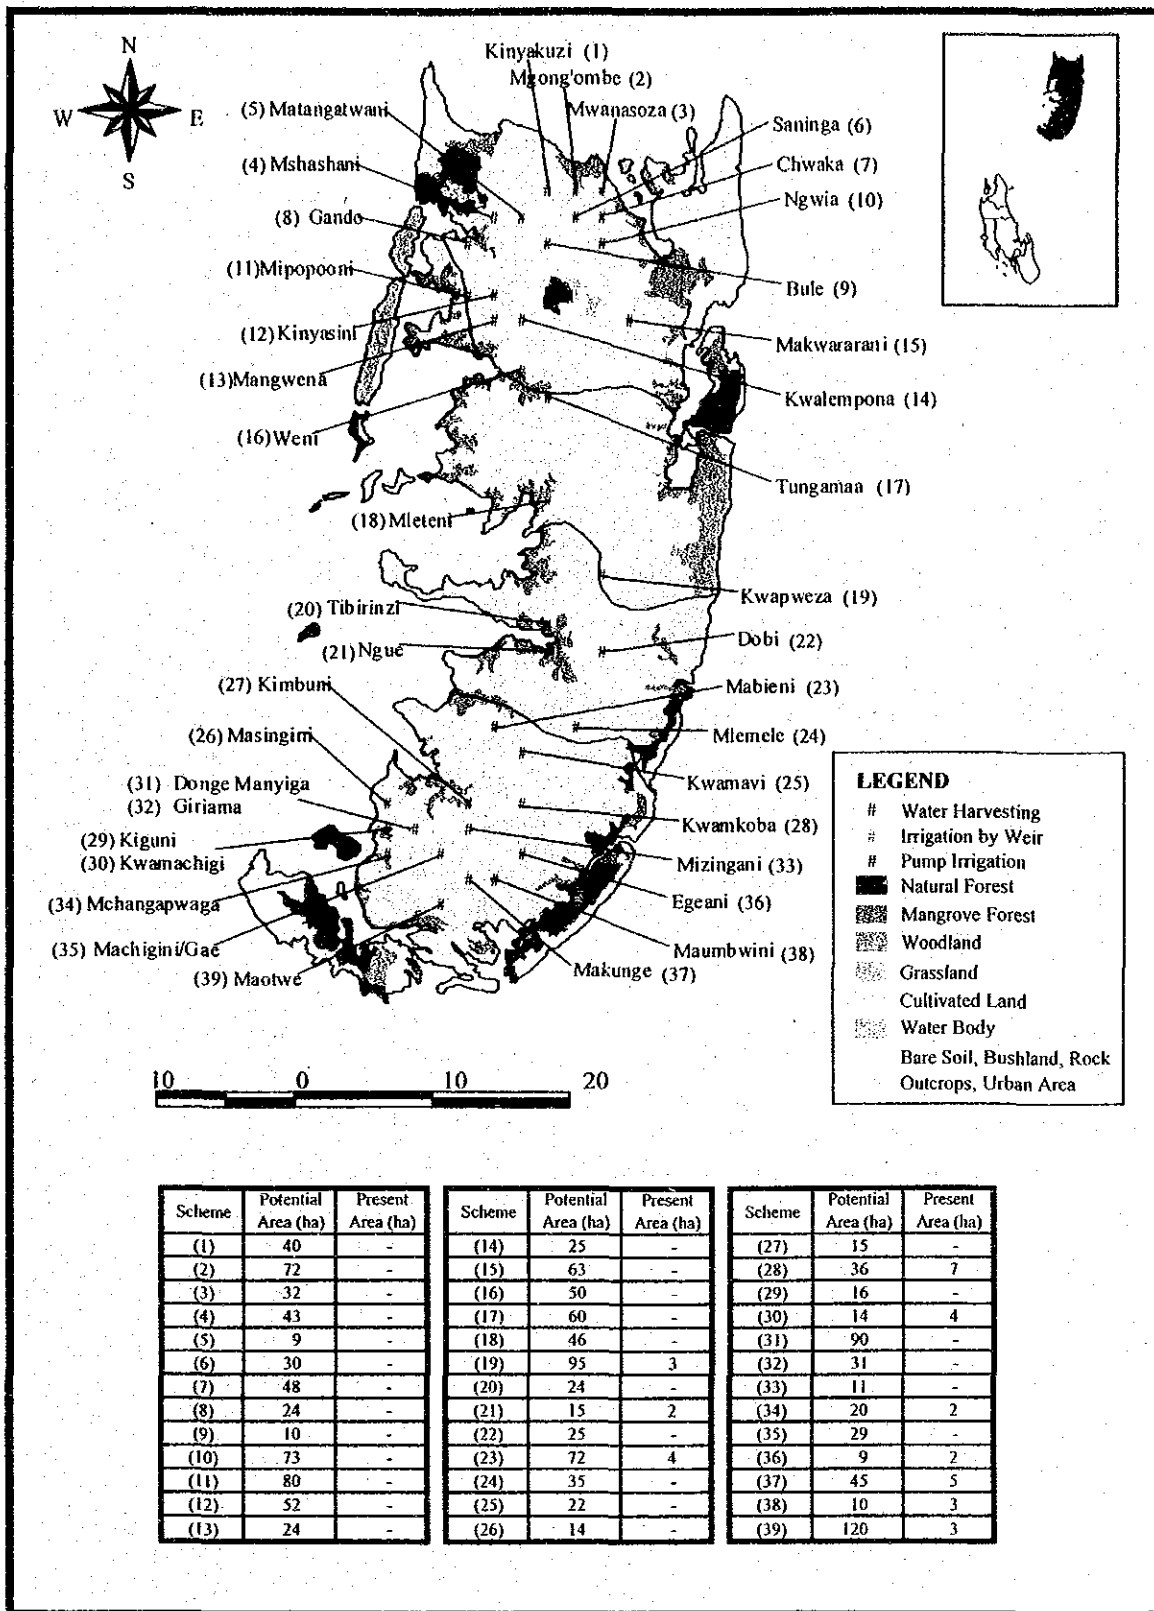 N
W E
S
Kinyakuzi (1)
Mgong'ombe (2)
Mwanasoza (3)
(5) Matangatwani
Saninga (6)
(4) Mshashani
Chwaka (7)
(8) Gando
Ngwia (10)
(11) Mipopooni
Bule (9)
(12) Kinyasini
Makwararani (15)
(13) Mangwena
Kwalempona (14)
(16) Weni
Tungamaa (17)
(18) Mleteni
Kwapweza (19)
(20) Tibirinzi
Dobi (22)
(21) Ngue
(27) Kimbuni
Mabieni (23)
(26) Masingini
Mlemele (24)
(31) Donge Manyiga
Kwamavi (25)
(32) Giriama
Kwamkoba (28)
(29) Kiguni
(30) Kwamachigi
Mizingani (33)
(34) Mchangapwaga
Egeani (36)
(35) Machigini/Gae
Maumbwini (38)
(39) Maotwe
Makunge (37)
LEGEND
# Water Harvesting
# Irrigation by Weir
# Pump Irrigation
Natural Forest
Mangrove Forest
Woodland
Grassland
Cultivated Land
Water Body
Bare Soil, Bushland, Rock
Outcrops, Urban Area
10 0 10 20
Scheme Potential Area (ha) Present Area (ha)
(1) 40 -
(2) 72 -
(3) 32 -
(4) 43 -
(5) 9 -
(6) 30 -
(7) 48 -
(8) 24 -
(9) 10 -
(10) 73 -
(11) 80 -
(12) 52 -
(13) 24 -
Scheme Potential Area (ha) Present Area (ha)
(14) 25 -
(15) 63 -
(16) 50 -
(17) 60 -
(18) 46 -
(19) 95 3
(20) 24 -
(21) 15 2
(22) 25 -
(23) 72 4
(24) 35 -
(25) 22 -
(26) 14 -
Scheme Potential Area (ha) Present Area (ha)
(27) 15 -
(28) 36 7
(29) 16 -
(30) 14 4
(31) 90 -
(32) 31 -
(33) 11 -
(34) 20 2
(35) 29 -
(36) 9 2
(37) 45 5
(38) 10 3
(39) 120 3